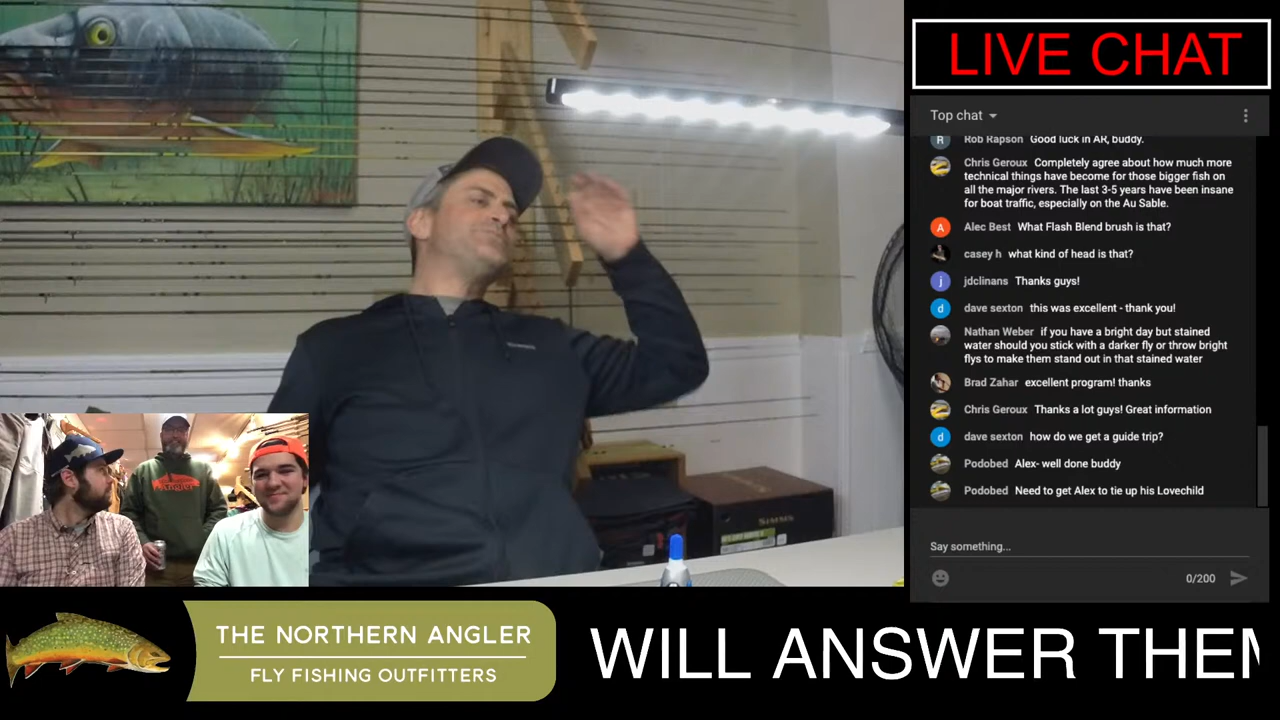 LIVE CHAT
Top chat
R Rob Rapson Good luck in AR, buddy.
Chris Geroux Completely agree about how much more
technical things have become for those bigger fish on
all the major rivers. The last 3-5 years have been insane
for boat traffic, especially on the Au Sable.
A Alec Best What Flash Blend brush is that?
casey h what kind of head is that?
j jdclinans Thanks guys!
d dave sexton this was excellent - thank you!
Nathan Weber if you have a bright day but stained
water should you stick with a darker fly or throw bright
flys to make them stand out in that stained water
Brad Zahar excellent program! thanks
Chris Geroux Thanks a lot guys! Great information
d dave sexton how do we get a guide trip?
Podobed Alex- well done buddy
Podobed Need to get Alex to tie up his Lovechild
Say something...
0/200
SIMMS
Angler
THE NORTHERN ANGLER
FLY FISHING OUTFITTERS
WILL ANSWER THEM